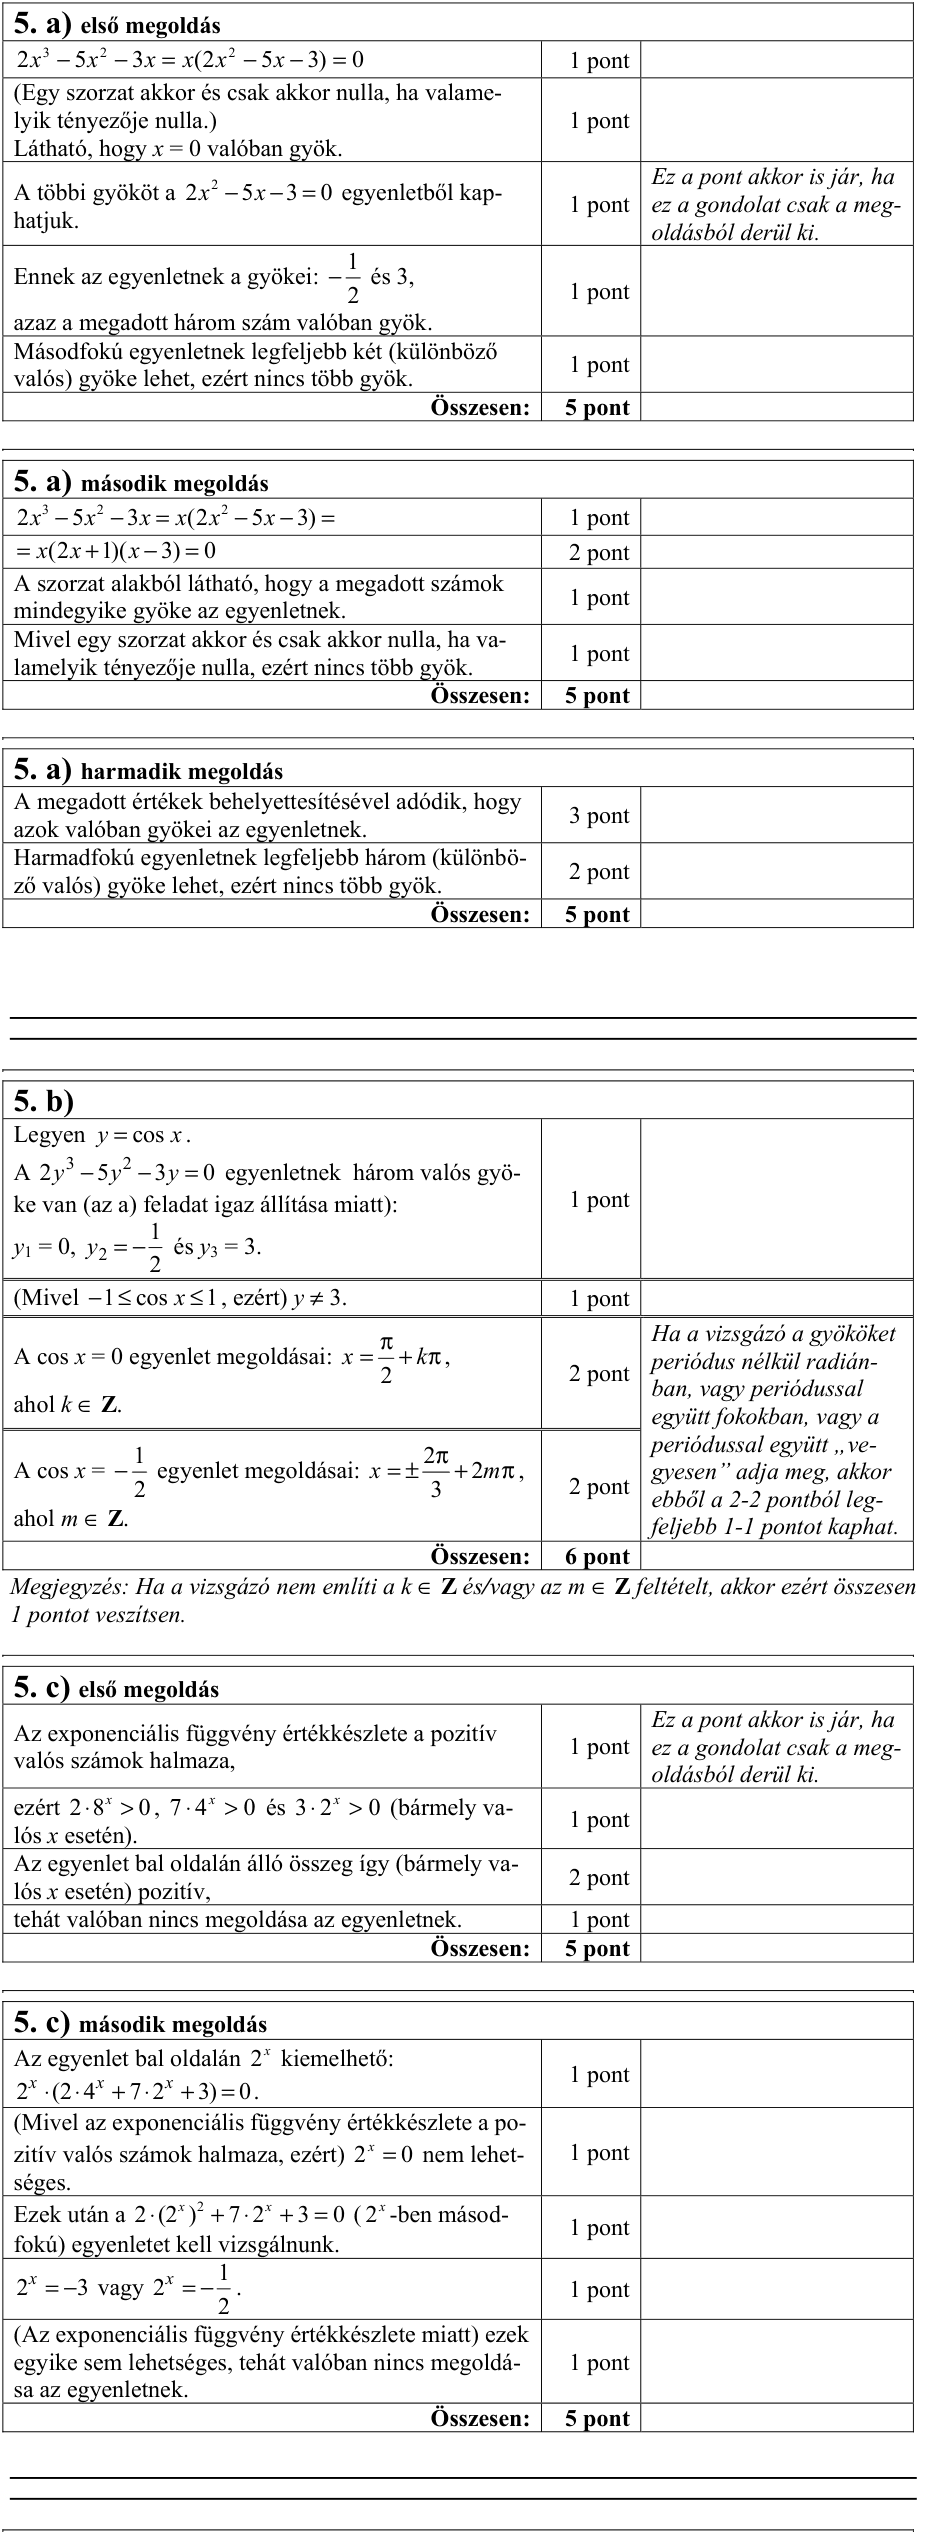 5. a) első megoldás
2x³ − 5x² − 3x = x(2x² − 5x − 3) = 0
1 pont
(Egy szorzat akkor és csak akkor nulla, ha valame-
lyik tényezője nulla.)
Látható, hogy x = 0 valóban gyök.
1 pont
A többi gyököt a 2x² − 5x − 3 = 0 egyenletből kap-
hatjuk.
1 pont
Ez a pont akkor is jár, ha
ez a gondolat csak a meg-
oldásból derül ki.
Ennek az egyenletnek a gyökei: −1/2 és 3,
azaz a megadott három szám valóban gyök.
1 pont
Másodfokú egyenletnek legfeljebb két (különböző
valós) gyöke lehet, ezért nincs több gyök.
1 pont
Összesen: 5 pont
5. a) második megoldás
2x³ − 5x² − 3x = x(2x² − 5x − 3) =
1 pont
= x(2x + 1)(x − 3) = 0
2 pont
A szorzat alakból látható, hogy a megadott számok
mindegyike gyöke az egyenletnek.
1 pont
Mivel egy szorzat akkor és csak akkor nulla, ha va-
lamelyik tényezője nulla, ezért nincs több gyök.
1 pont
Összesen: 5 pont
5. a) harmadik megoldás
A megadott értékek behelyettesítésével adódik, hogy
azok valóban gyökei az egyenletnek.
3 pont
Harmadfokú egyenletnek legfeljebb három (különbö-
ző valós) gyöke lehet, ezért nincs több gyök.
2 pont
Összesen: 5 pont
5. b)
Legyen y = cos x.
A 2y³ − 5y² − 3y = 0 egyenletnek három valós gyö-
ke van (az a) feladat igaz állítása miatt):
y₁ = 0, y₂ = −1/2 és y₃ = 3.
1 pont
(Mivel −1 ≤ cos x ≤ 1, ezért) y ≠ 3.
1 pont
A cos x = 0 egyenlet megoldásai: x = π/2 + kπ,
ahol k ∈ Z.
2 pont
Ha a vizsgázó a gyököket
periódus nélkül radián-
ban, vagy periódussal
együtt fokokban, vagy a
periódussal együtt „ve-
gyesen” adja meg, akkor
ebből a 2-2 pontból leg-
feljebb 1-1 pontot kaphat.
A cos x = −1/2 egyenlet megoldásai: x = ±2π/3 + 2mπ,
ahol m ∈ Z.
2 pont
Összesen: 6 pont
Megjegyzés: Ha a vizsgázó nem említi a k ∈ Z és/vagy az m ∈ Z feltételt, akkor ezért összesen
1 pontot veszítsen.
5. c) első megoldás
Az exponenciális függvény értékkészlete a pozitív
valós számok halmaza,
1 pont
Ez a pont akkor is jár, ha
ez a gondolat csak a meg-
oldásból derül ki.
ezért 2·8ˣ > 0, 7·4ˣ > 0 és 3·2ˣ > 0 (bármely va-
lós x esetén).
1 pont
Az egyenlet bal oldalán álló összeg így (bármely va-
lós x esetén) pozitív,
2 pont
tehát valóban nincs megoldása az egyenletnek.
1 pont
Összesen: 5 pont
5. c) második megoldás
Az egyenlet bal oldalán 2ˣ kiemelhető:
2ˣ·(2·4ˣ + 7·2ˣ + 3) = 0.
1 pont
(Mivel az exponenciális függvény értékkészlete a po-
zitív valós számok halmaza, ezért) 2ˣ = 0 nem lehet-
séges.
1 pont
Ezek után a 2·(2ˣ)² + 7·2ˣ + 3 = 0 (2ˣ-ben másod-
fokú) egyenletet kell vizsgálnunk.
1 pont
2ˣ = −3 vagy 2ˣ = −1/2.
1 pont
(Az exponenciális függvény értékkészlete miatt) ezek
egyike sem lehetséges, tehát valóban nincs megoldá-
sa az egyenletnek.
1 pont
Összesen: 5 pont